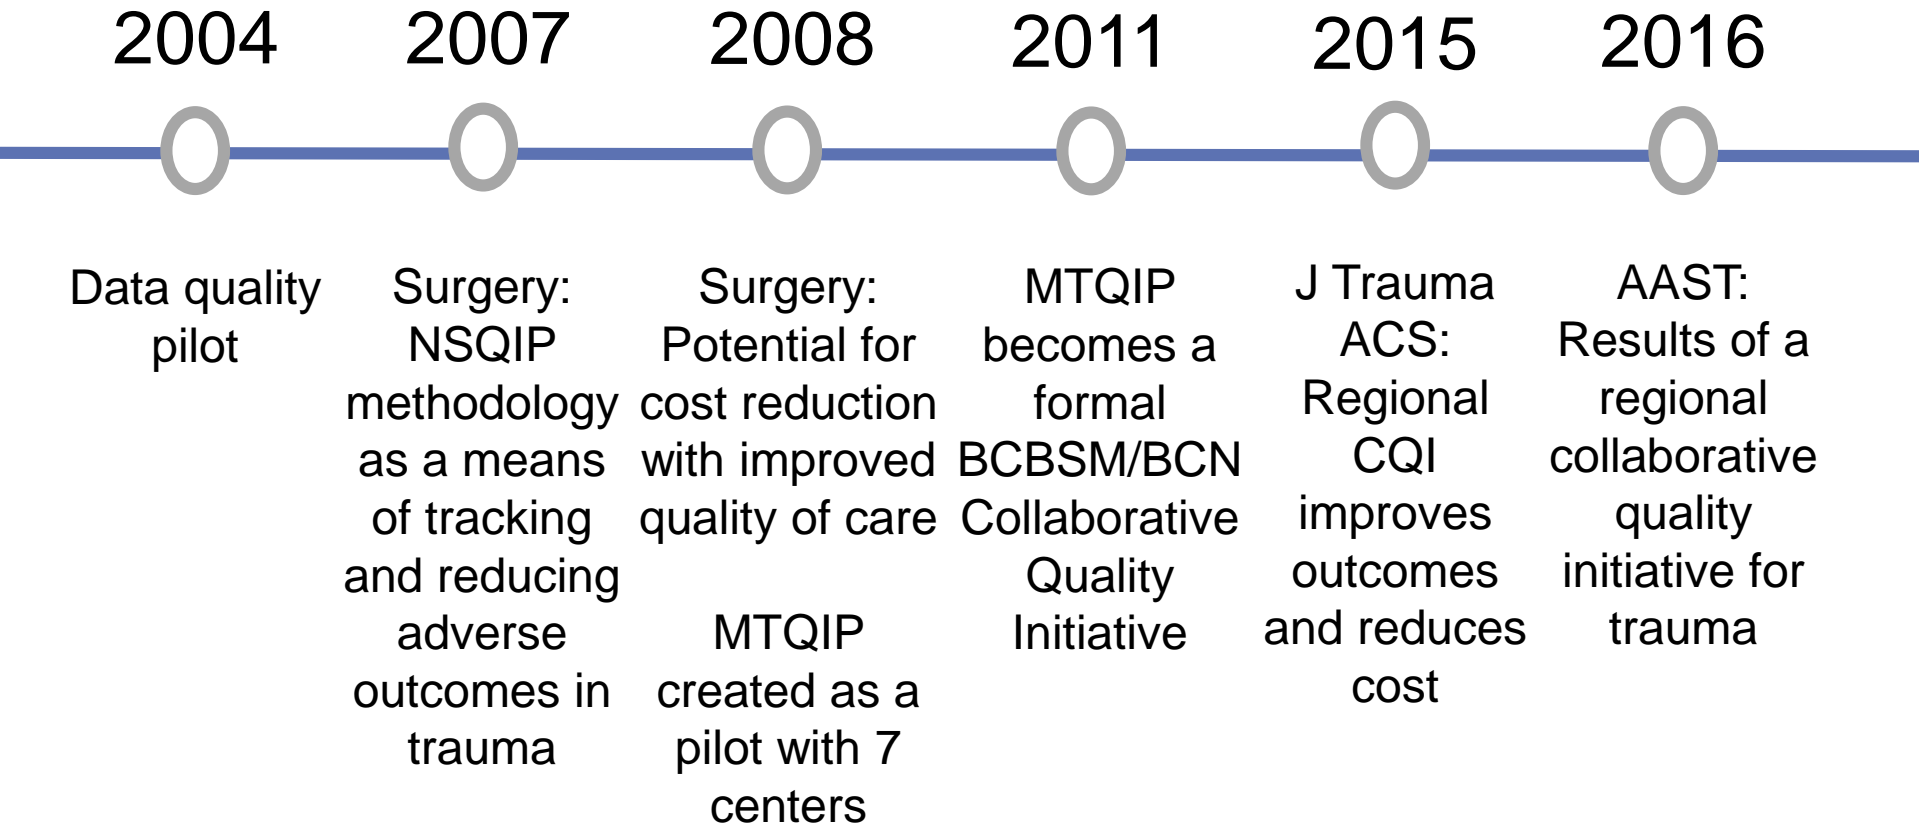 2004
Data quality
pilot
2007
Surgery:
NSQIP
methodology
as a means
of tracking
and reducing
adverse
outcomes in
trauma
2008
Surgery:
Potential for
cost reduction
with improved
quality of care
MTQIP
created as a
pilot with 7
centers
2011
MTQIP
becomes a
formal
BCBSM/BCN
Collaborative
Quality
Initiative
2015
J Trauma
ACS:
Regional
CQI
improves
outcomes
and reduces
cost
2016
AAST:
Results of a
regional
collaborative
quality
initiative for
trauma